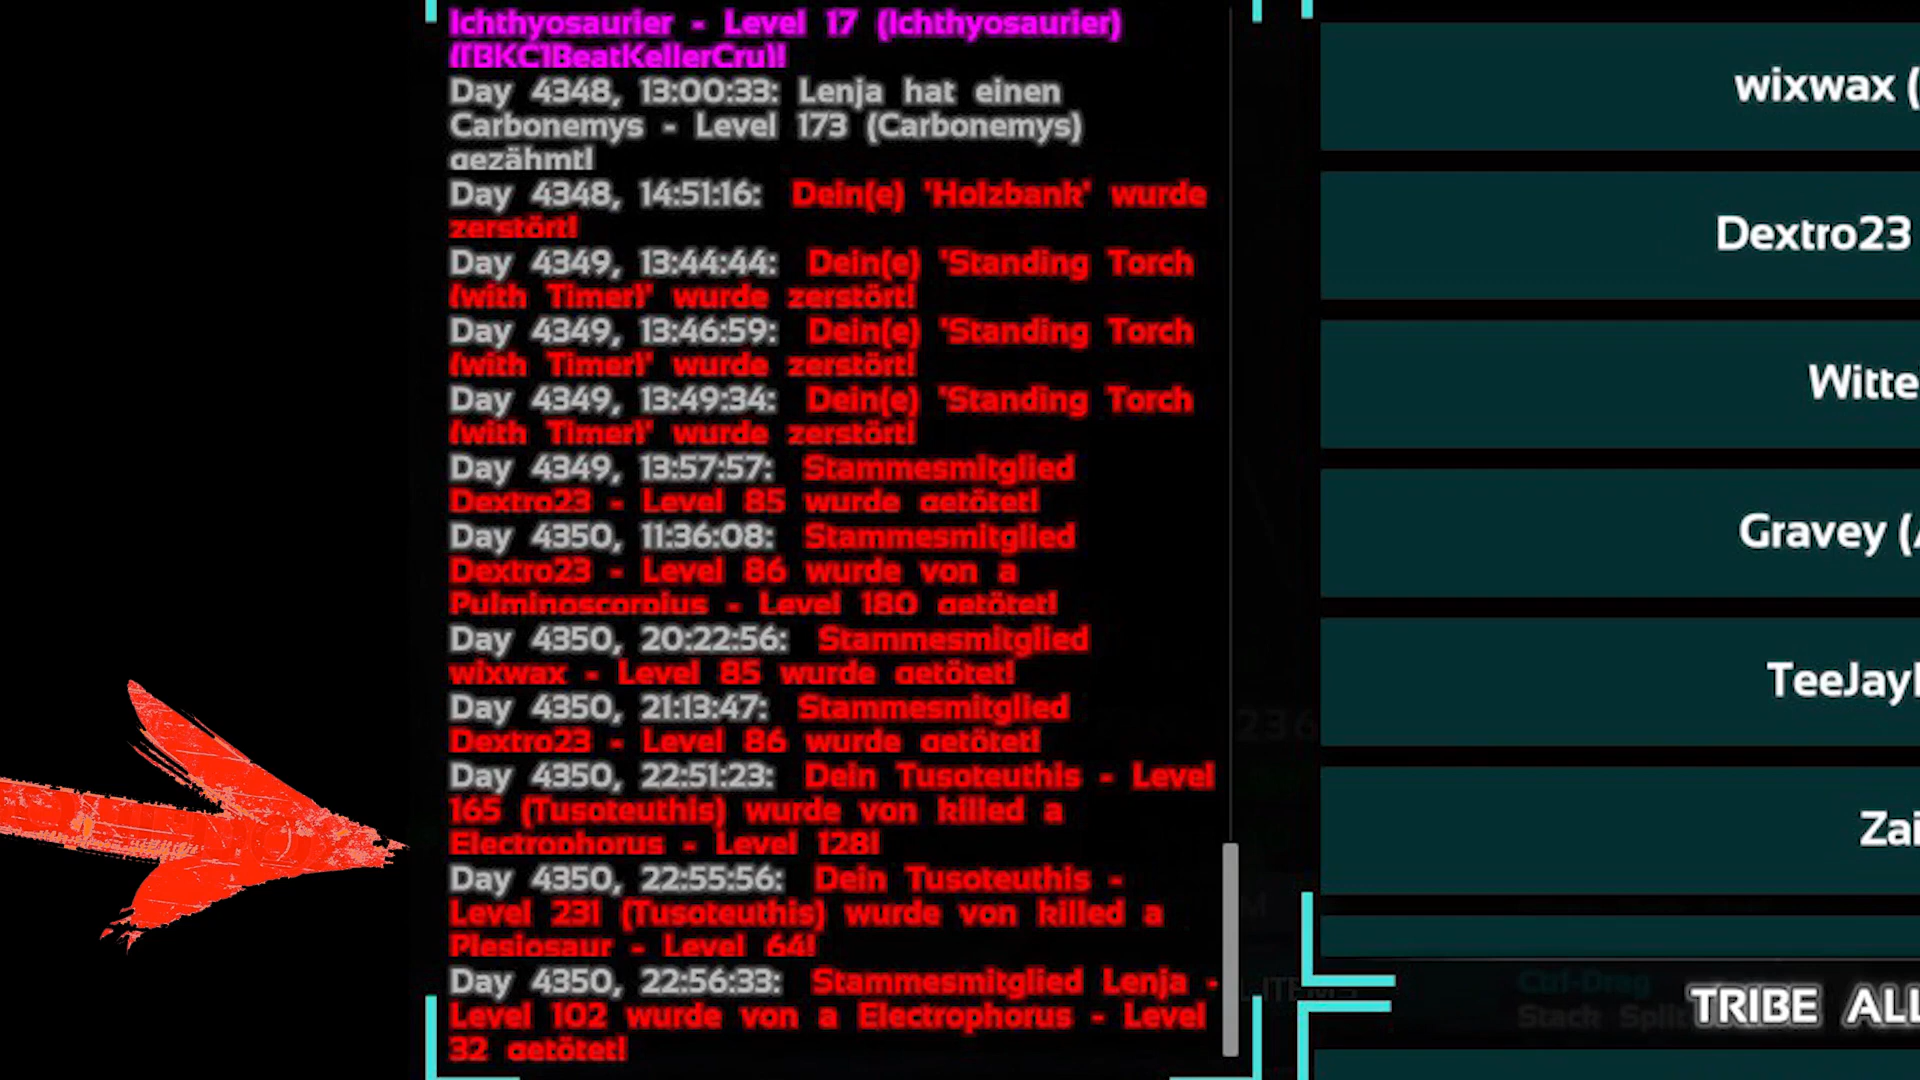 Ichthyosaurier - Level 17 (Ichthyosaurier)
([BKC]BeatKellerCru)!
Day 4348, 13:00:33: Lenja hat einen
Carbonemys - Level 173 (Carbonemys)
gezähmt!
Day 4348, 14:51:16: Dein(e) 'Holzbank' wurde
zerstört!
Day 4349, 13:44:44: Dein(e) 'Standing Torch
(with Timer)' wurde zerstört!
Day 4349, 13:46:59: Dein(e) 'Standing Torch
(with Timer)' wurde zerstört!
Day 4349, 13:49:34: Dein(e) 'Standing Torch
(with Timer)' wurde zerstört!
Day 4349, 13:57:57: Stammesmitglied
Dextro23 - Level 85 wurde getötet!
Day 4350, 11:36:08: Stammesmitglied
Dextro23 - Level 86 wurde von a
Pulminoscorpius - Level 180 getötet!
Day 4350, 20:22:56: Stammesmitglied
wixwax - Level 85 wurde getötet!
Day 4350, 21:13:47: Stammesmitglied
Dextro23 - Level 86 wurde getötet!
Day 4350, 22:51:23: Dein Tusoteuthis - Level
165 (Tusoteuthis) wurde von killed a
Electrophorus - Level 128!
Day 4350, 22:55:56: Dein Tusoteuthis -
Level 231 (Tusoteuthis) wurde von killed a
Plesiosaur - Level 64!
Day 4350, 22:56:33: Stammesmitglied Lenja -
Level 102 wurde von a Electrophorus - Level
32 getötet!
wixwax (
Dextro23
Witte
Gravey (
TeeJay
Zai
236
ITEMS
Ctrl-Drag
Stack Split
TRIBE ALL